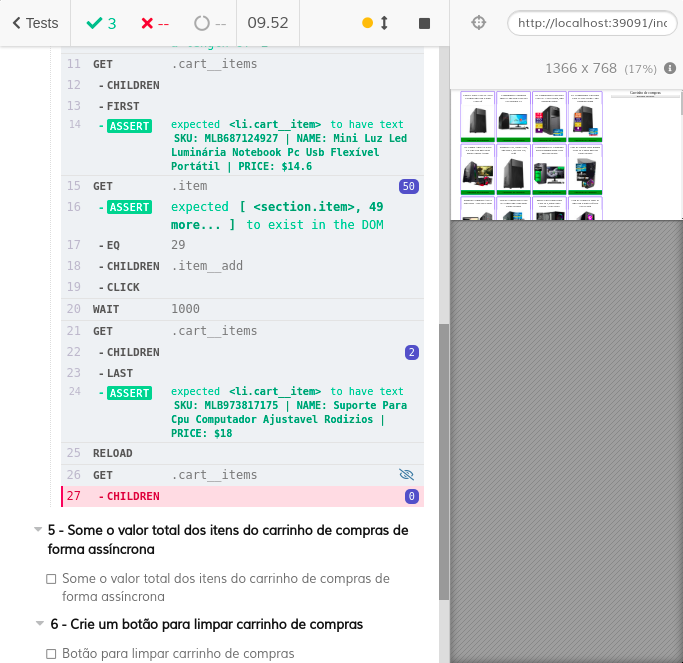 Tests
3
--
--
09.52
http://localhost:39091/ind
1366 x 768 (17%)
11 GET .cart__items
12 - CHILDREN
13 - FIRST
14 - ASSERT expected <li.cart__item> to have text
SKU: MLB687124927 | NAME: Mini Luz Led
Luminária Notebook Pc Usb Flexível
Portátil | PRICE: $14.6
15 GET .item 50
16 - ASSERT expected [ <section.item>, 49
more... ] to exist in the DOM
17 - EQ 29
18 - CHILDREN .item__add
19 - CLICK
20 WAIT 1000
21 GET .cart__items
22 - CHILDREN 2
23 - LAST
24 - ASSERT expected <li.cart__item> to have text
SKU: MLB973817175 | NAME: Suporte Para
Cpu Computador Ajustavel Rodizios |
PRICE: $18
25 RELOAD
26 GET .cart__items
27 - CHILDREN 0
5 - Some o valor total dos itens do carrinho de compras de
forma assíncrona
Some o valor total dos itens do carrinho de compras de
forma assíncrona
6 - Crie um botão para limpar carrinho de compras
Botão para limpar carrinho de compras